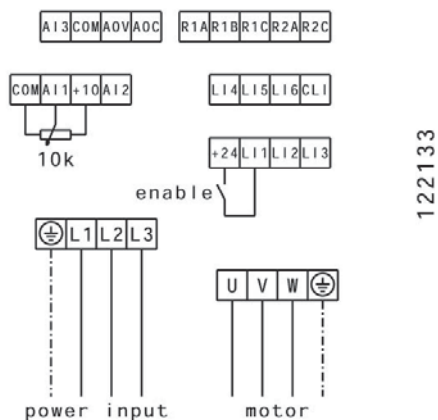 AI3 COM AOV AOC R1A R1B R1C R2A R2C
COM AI1 +10 AI2 LI4 LI5 LI6 CLI
10k
+24 LI1 LI2 LI3
enable
L1 L2 L3
U V W
power input motor
122133